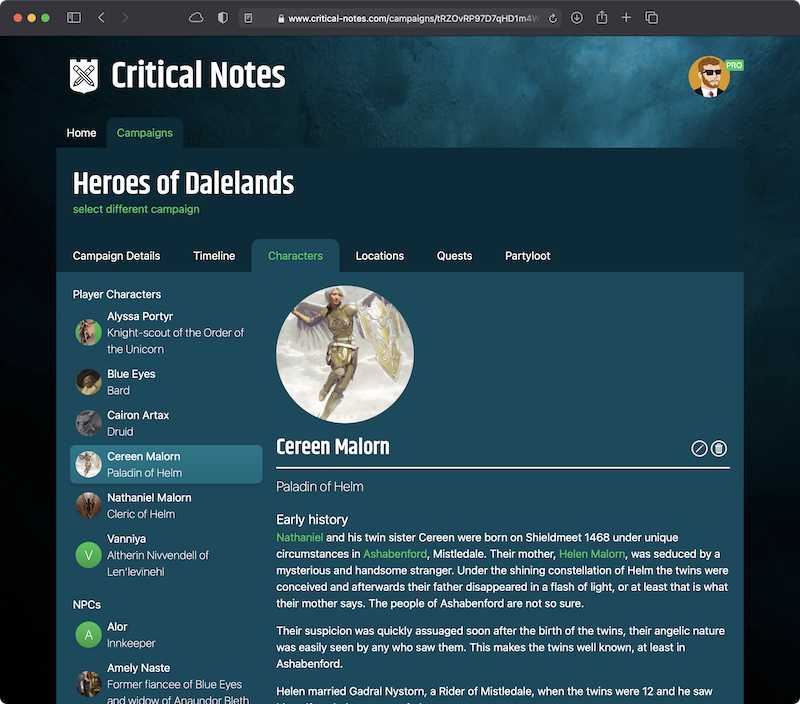 www.critical-notes.com/campaigns/tRZOvRP97D7qHD1m4W
Critical Notes
PRO
Home
Campaigns
Heroes of Dalelands
select different campaign
Campaign Details
Timeline
Characters
Locations
Quests
Partyloot
Player Characters
Alyssa Portyr
Knight-scout of the Order of
the Unicorn
Blue Eyes
Bard
Cairon Artax
Druid
Cereen Malorn
Paladin of Helm
Nathaniel Malorn
Cleric of Helm
V
Vanniya
Altherin Nivvendell of
Len'levinehl
NPCs
A
Alor
Innkeeper
Amely Naste
Former fiancee of Blue Eyes
and widow of Anaundor Bleth
Cereen Malorn
Paladin of Helm
Early history
Nathaniel and his twin sister Cereen were born on Shieldmeet 1468 under unique
circumstances in Ashabenford, Mistledale. Their mother, Helen Malorn, was seduced by a
mysterious and handsome stranger. Under the shining constellation of Helm the twins were
conceived and afterwards their father disappeared in a flash of light, or at least that is what
their mother says. The people of Ashabenford are not so sure.
Their suspicion was quickly assuaged soon after the birth of the twins, their angelic nature
was easily seen by any who saw them. This makes the twins well known, at least in
Ashabenford.
Helen married Gadral Nystorn, a Rider of Mistledale, when the twins were 12 and he saw